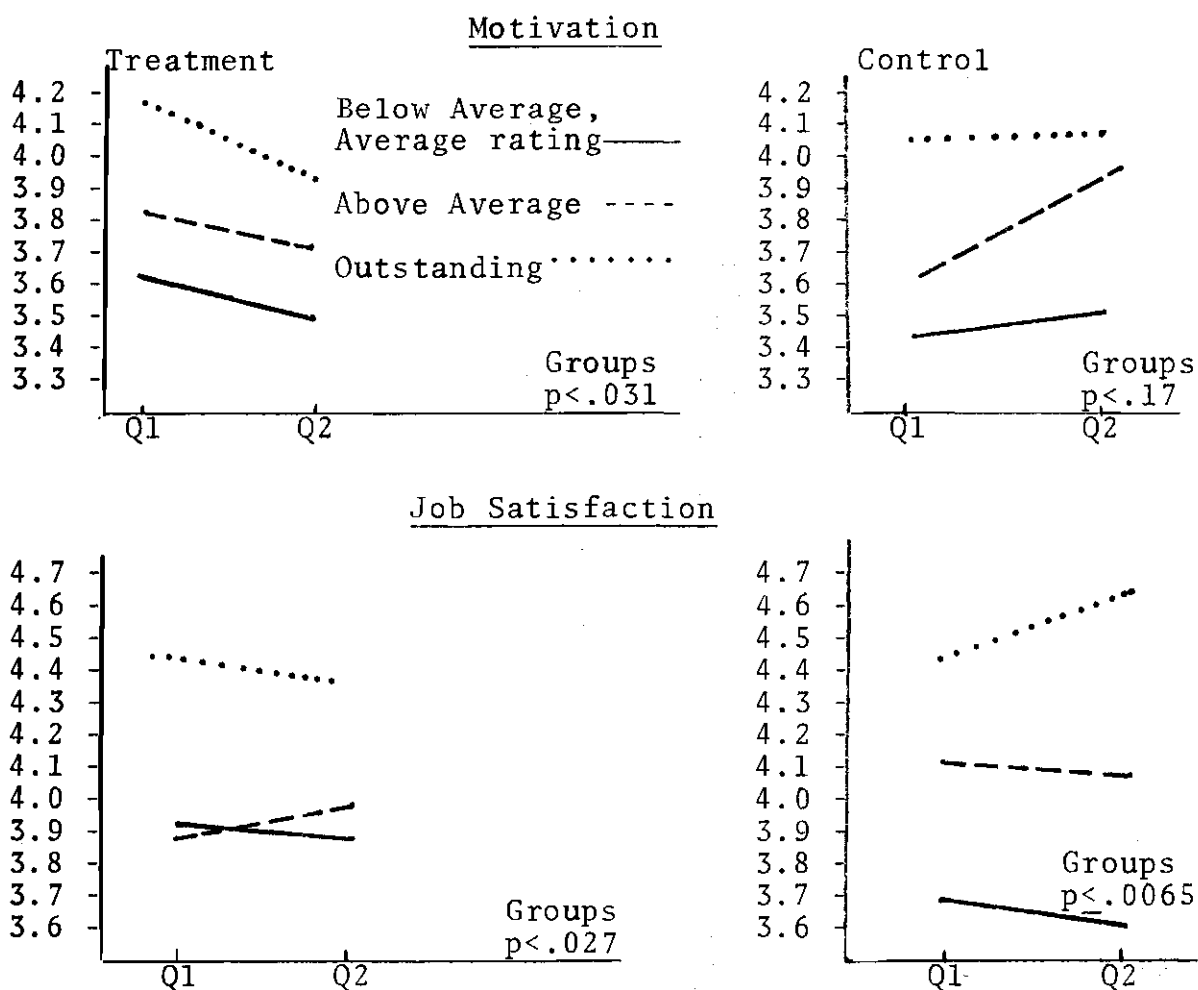 Motivation
Treatment
4.2
4.1
4.0
3.9
3.8
3.7
3.6
3.5
3.4
3.3
Below Average,
Average rating
Above Average
Outstanding
Groups
p<.031
Q1 Q2
Control
4.2
4.1
4.0
3.9
3.8
3.7
3.6
3.5
3.4
3.3
Groups
p<.17
Q1 Q2
Job Satisfaction
4.7
4.6
4.5
4.4
4.3
4.2
4.1
4.0
3.9
3.8
3.7
3.6
Groups
p<.027
Q1 Q2
4.7
4.6
4.5
4.4
4.3
4.2
4.1
4.0
3.9
3.8
3.7
3.6
Groups
p≤.0065
Q1 Q2